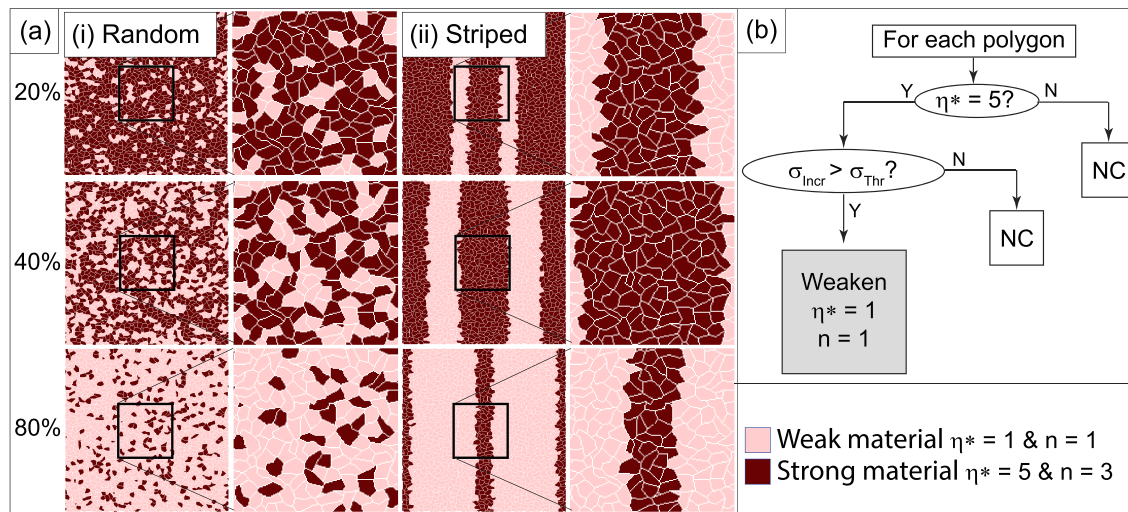 (a)
(i) Random
(ii) Striped
20%
40%
80%
(b)
For each polygon
η* = 5?
Y
N
σIncr > σThr?
N
NC
Y
NC
Weaken
η* = 1
n = 1
Weak material η* = 1 & n = 1
Strong material η* = 5 & n = 3